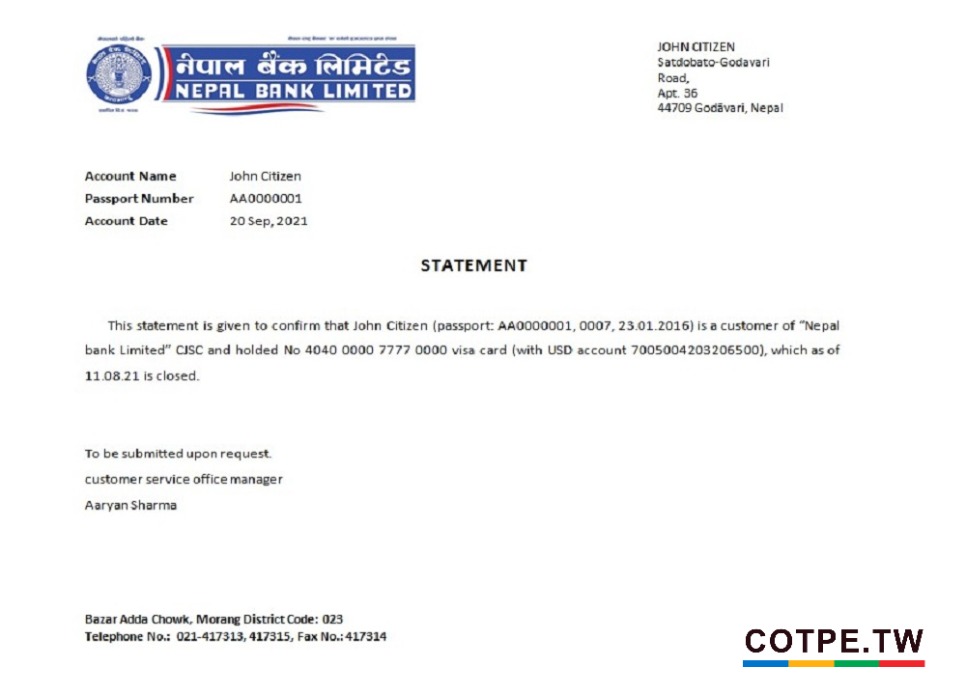 नेपाल बैंक लिमिटेड
NEPAL BANK LIMITED
JOHN CITIZEN
Satdobato-Godavari
Road,
Apt. 36
44709 Godāvari, Nepal
Account Name John Citizen
Passport Number AA0000001
Account Date 20 Sep, 2021
STATEMENT
This statement is given to confirm that John Citizen (passport: AA0000001, 0007, 23.01.2016) is a customer of “Nepal
bank Limited” CJSC and holded No 4040 0000 7777 0000 visa card (with USD account 7005004203206500), which as of
11.08.21 is closed.
To be submitted upon request.
customer service office manager
Aaryan Sharma
Bazar Adda Chowk, Morang District Code: 023
Telephone No.: 021-417313, 417315, Fax No.: 417314
COTPE.TW